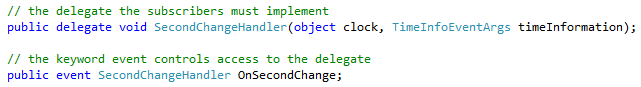 // the delegate the subscribers must implement
public delegate void SecondChangeHandler(object clock, TimeInfoEventArgs timeInformation);
// the keyword event controls access to the delegate
public event SecondChangeHandler OnSecondChange;